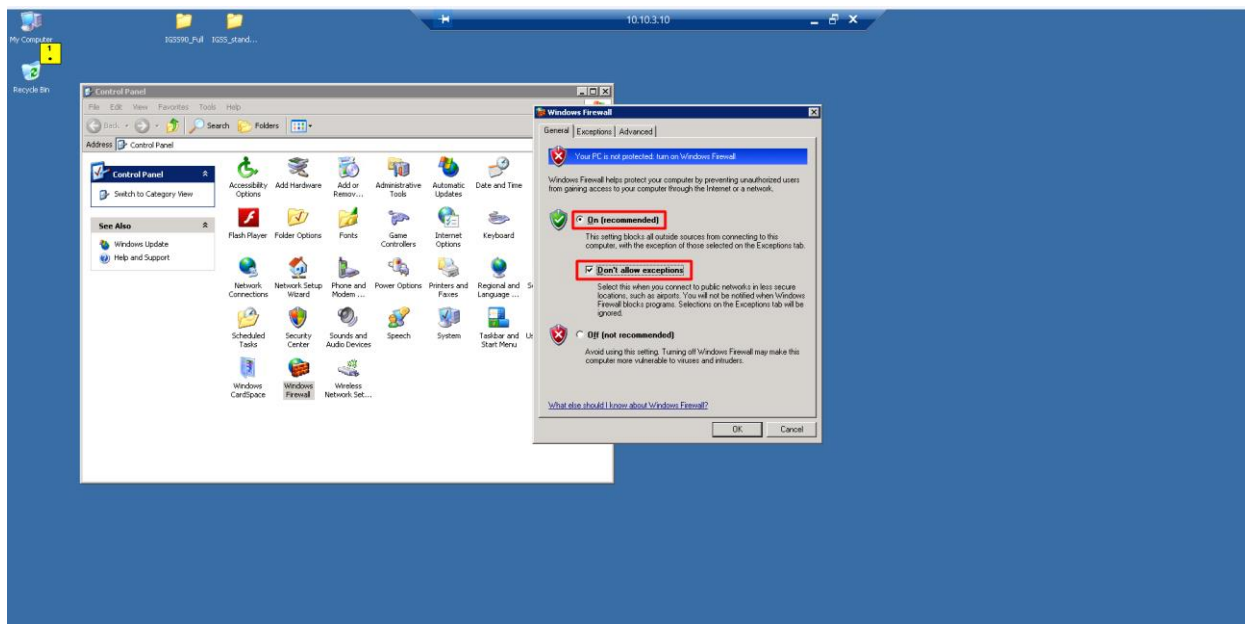 10.10.3.10
My Computer
1
IGSS90_Full
IGSS_stand...
Recycle Bin
Control Panel
File Edit View Favorites Tools Help
Back Search Folders
Address Control Panel
Control Panel
Switch to Category View
See Also
Windows Update
Help and Support
Accessibility Options
Add Hardware
Add or Remov...
Administrative Tools
Automatic Updates
Date and Time
Flash Player
Folder Options
Fonts
Game Controllers
Internet Options
Keyboard
Network Connections
Network Setup Wizard
Phone and Modem ...
Power Options
Printers and Faxes
Regional and Language ...
Scheduled Tasks
Security Center
Sounds and Audio Devices
Speech
System
Taskbar and Start Menu
Windows CardSpace
Windows Firewall
Wireless Network Set...
Windows Firewall
General Exceptions Advanced
Your PC is not protected: turn on Windows Firewall
Windows Firewall helps protect your computer by preventing unauthorized users
from gaining access to your computer through the Internet or a network.
On (recommended)
This setting blocks all outside sources from connecting to this
computer, with the exception of those selected on the Exceptions tab.
Don't allow exceptions
Select this when you connect to public networks in less secure
locations, such as airports. You will not be notified when Windows
Firewall blocks programs. Selections on the Exceptions tab will be
ignored.
Off (not recommended)
Avoid using this setting. Turning off Windows Firewall may make this
computer more vulnerable to viruses and intruders.
What else should I know about Windows Firewall?
OK Cancel